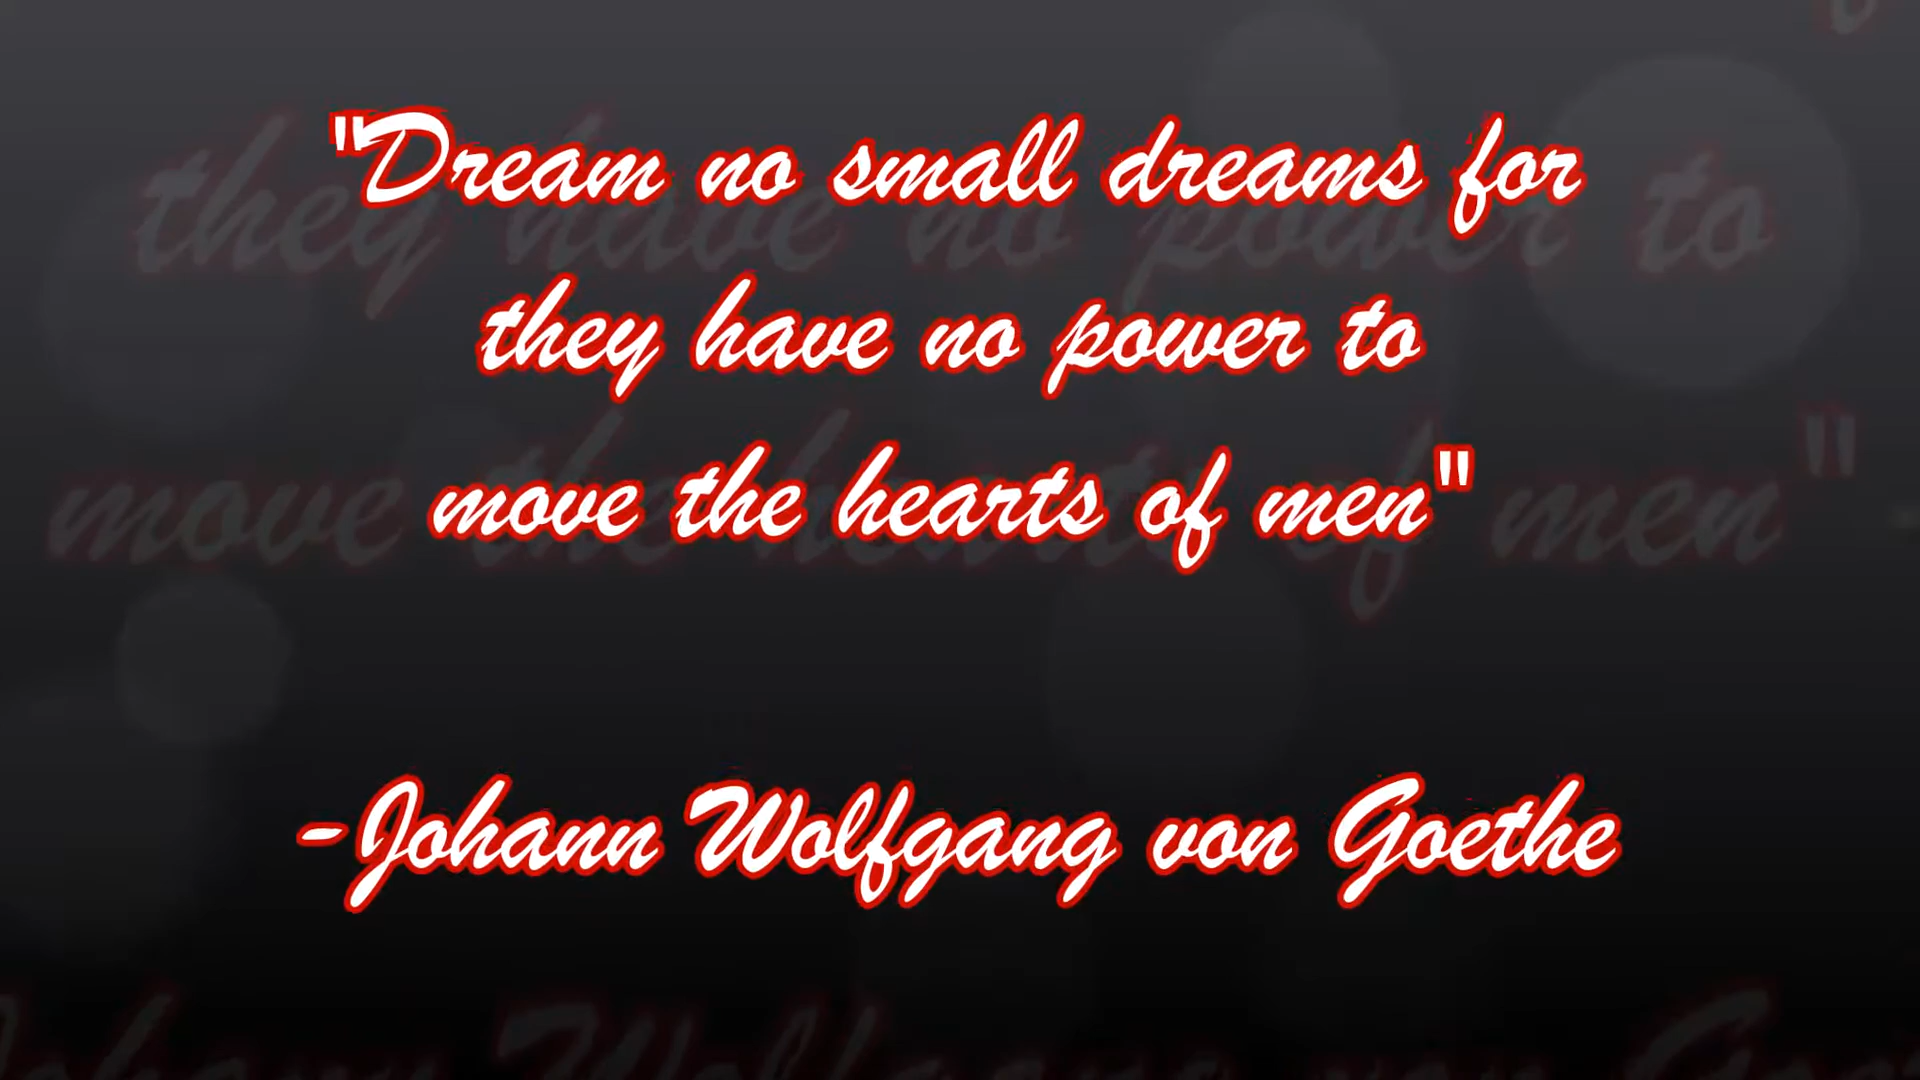 "Dream no small dreams for
they have no power to
move the hearts of men"
-Johann Wolfgang von Goethe